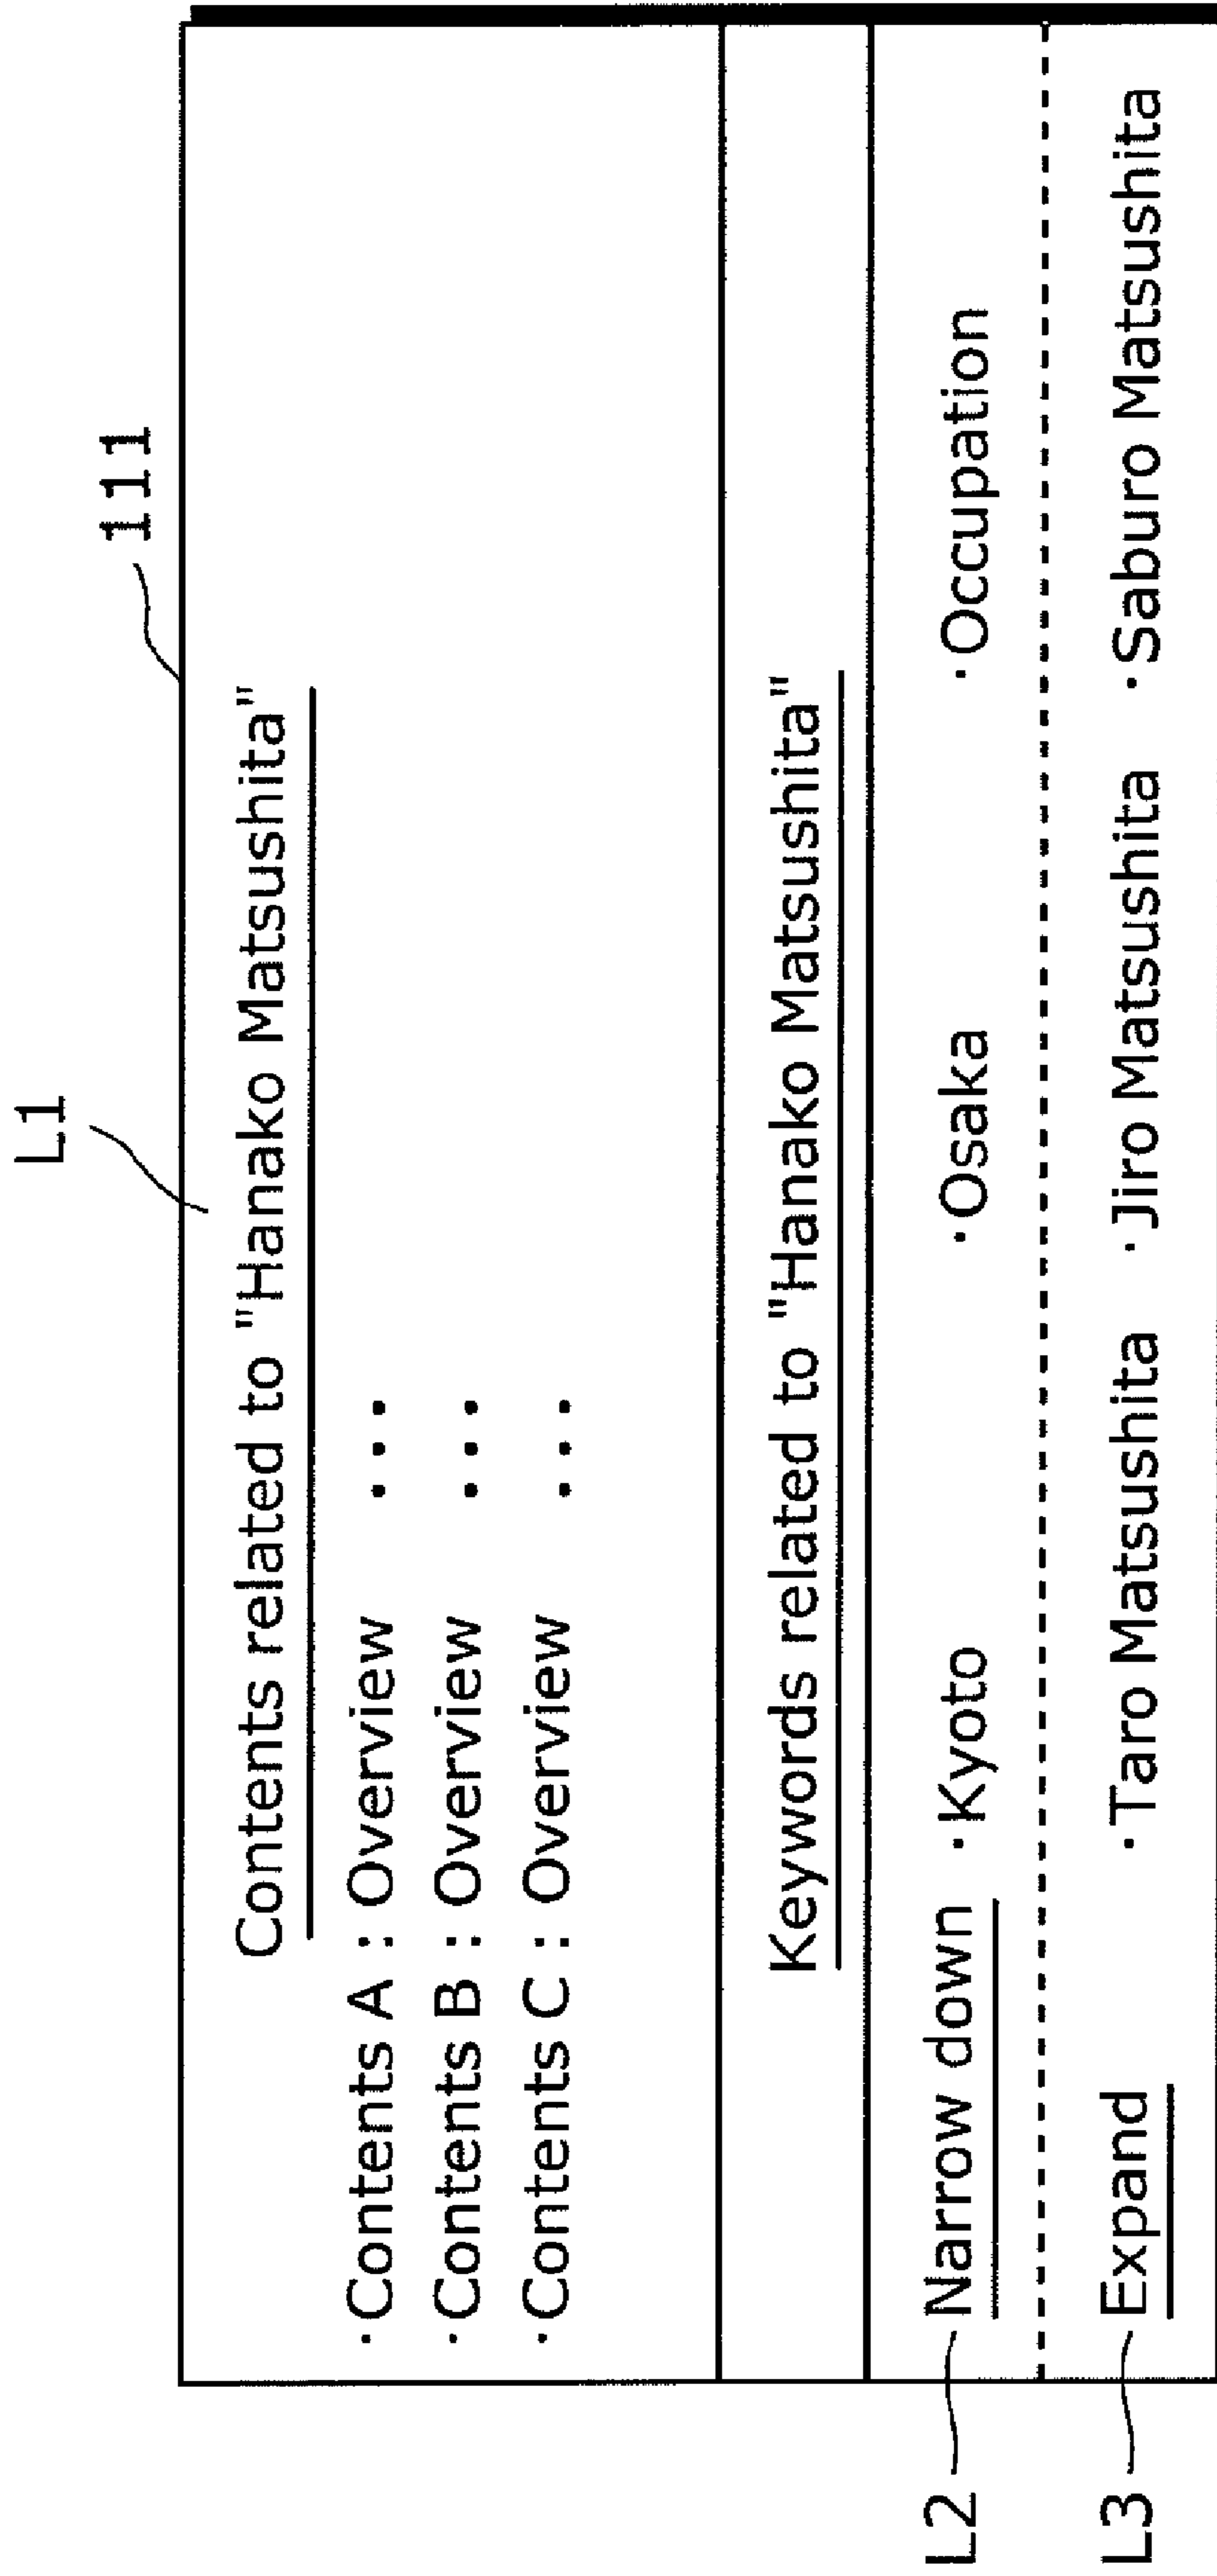 L1
111
Contents related to "Hanako Matsushita"
·Contents A : Overview ...
·Contents B : Overview ...
·Contents C : Overview ...
Keywords related to "Hanako Matsushita"
L2 Narrow down ·Kyoto ·Osaka ·Occupation
L3 Expand ·Taro Matsushita ·Jiro Matsushita ·Saburo Matsushita